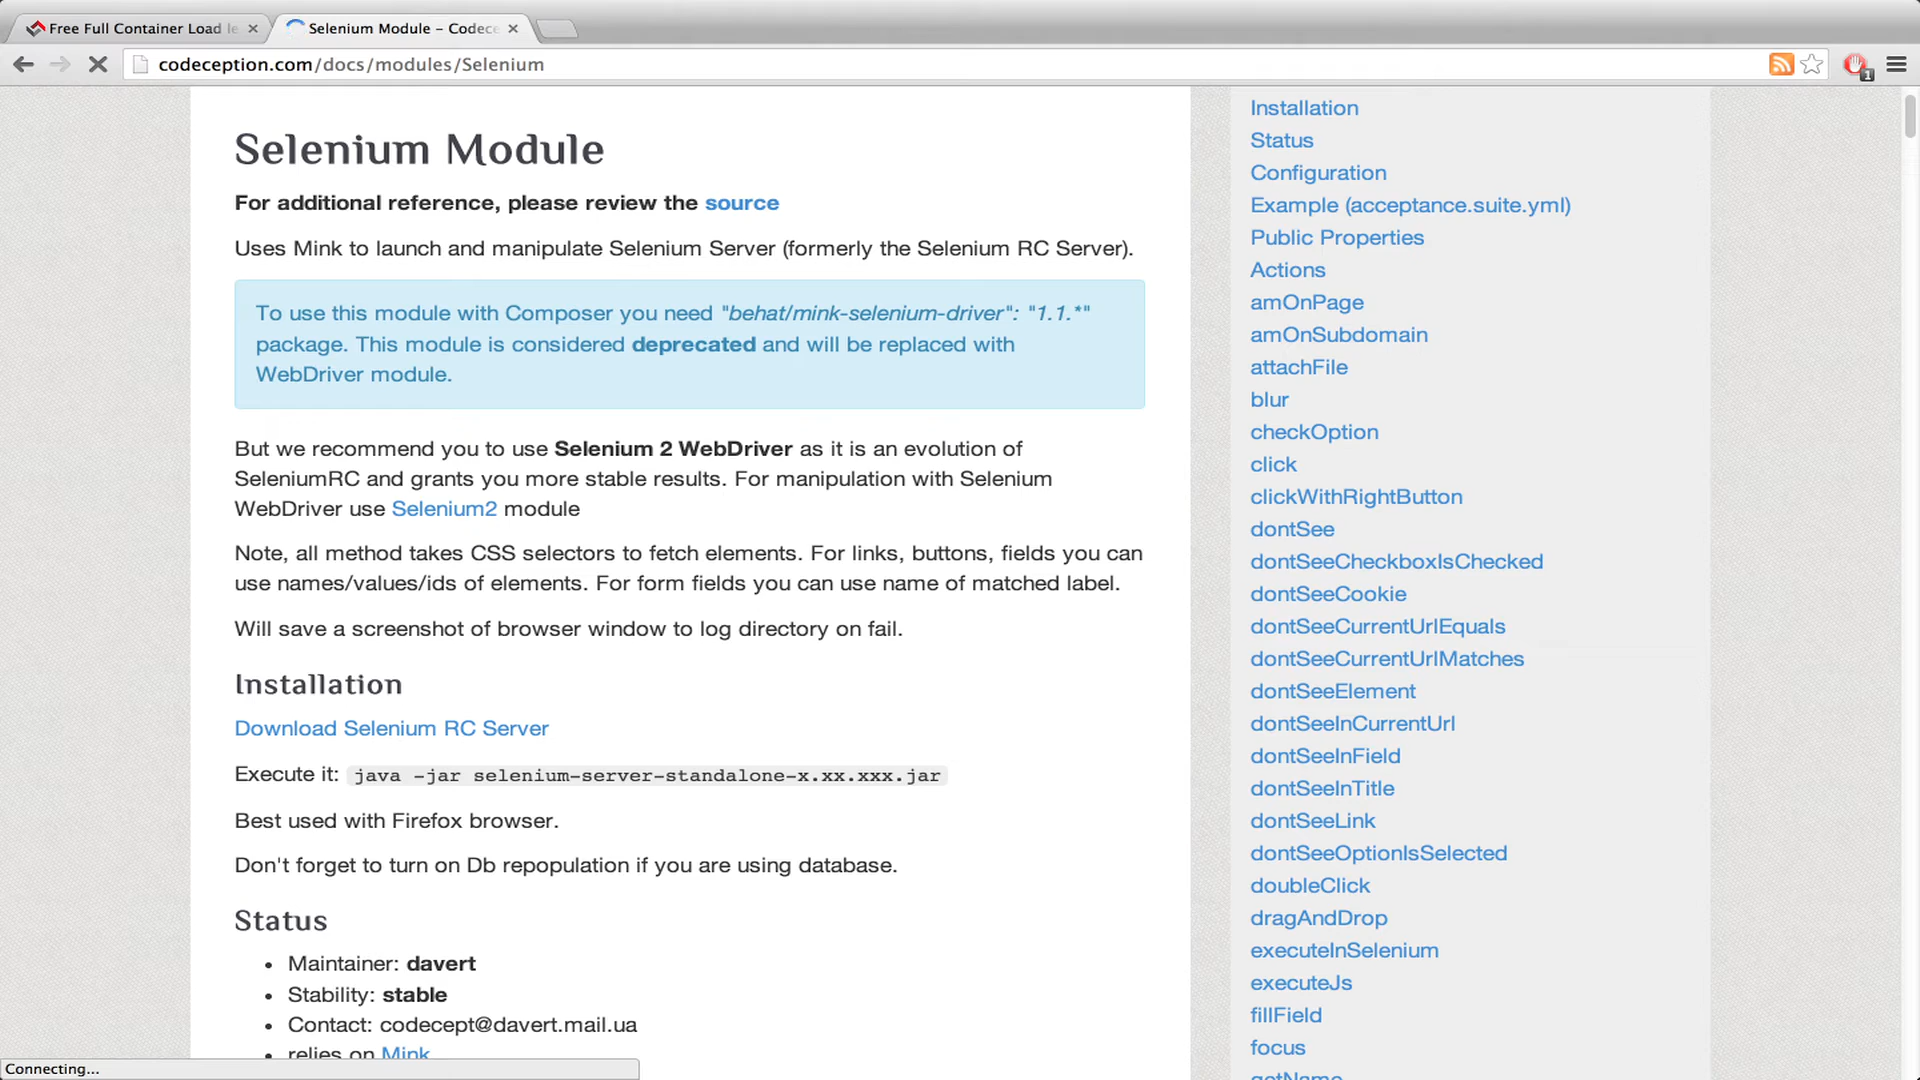 Free Full Container Load le
Selenium Module – Codece
codeception.com/docs/modules/Selenium
1
Selenium Module
For additional reference, please review the source
Uses Mink to launch and manipulate Selenium Server (formerly the Selenium RC Server).
To use this module with Composer you need "behat/mink-selenium-driver": "1.1.*"
package. This module is considered deprecated and will be replaced with
WebDriver module.
But we recommend you to use Selenium 2 WebDriver as it is an evolution of
SeleniumRC and grants you more stable results. For manipulation with Selenium
WebDriver use Selenium2 module
Note, all method takes CSS selectors to fetch elements. For links, buttons, fields you can
use names/values/ids of elements. For form fields you can use name of matched label.
Will save a screenshot of browser window to log directory on fail.
Installation
Download Selenium RC Server
Execute it: java -jar selenium-server-standalone-x.xx.xxx.jar
Best used with Firefox browser.
Don't forget to turn on Db repopulation if you are using database.
Status
• Maintainer: davert
• Stability: stable
• Contact: codecept@davert.mail.ua
• relies on Mink
Installation
Status
Configuration
Example (acceptance.suite.yml)
Public Properties
Actions
amOnPage
amOnSubdomain
attachFile
blur
checkOption
click
clickWithRightButton
dontSee
dontSeeCheckboxIsChecked
dontSeeCookie
dontSeeCurrentUrlEquals
dontSeeCurrentUrlMatches
dontSeeElement
dontSeeInCurrentUrl
dontSeeInField
dontSeeInTitle
dontSeeLink
dontSeeOptionIsSelected
doubleClick
dragAndDrop
executeInSelenium
executeJs
fillField
focus
getName
Connecting...